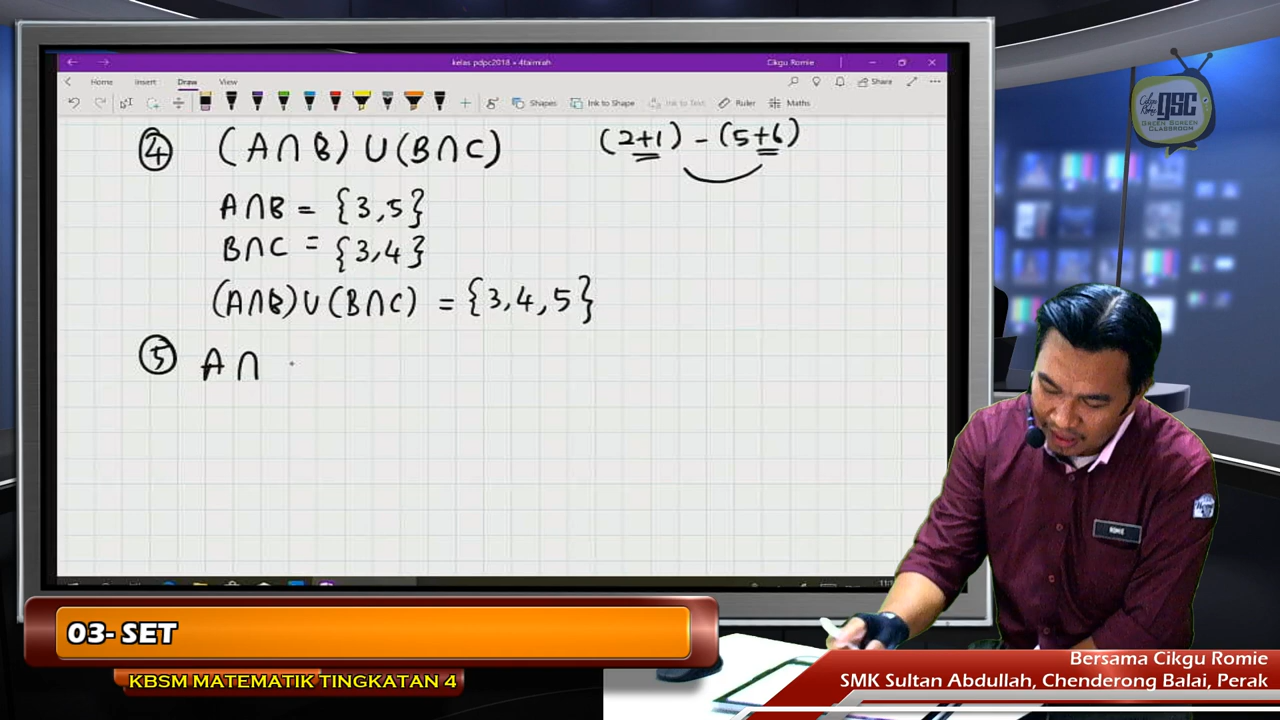 kelas pdpc2018 • 4taimiah
Cikgu Romie
Home Insert Draw View
Share
Shapes Ink to Shape Ink to Text Ruler Maths
④ (A∩B) ∪ (B∩C)
(2+1) - (5+6)
A∩B = {3,5}
B∩C = {3,4}
(A∩B)∪(B∩C) = {3,4,5}
⑤ A∩
GSC
GREEN SCREEN
CLASSROOM
ROMIE
03- SET
KBSM MATEMATIK TINGKATAN 4
Bersama Cikgu Romie
SMK Sultan Abdullah, Chenderong Balai, Perak